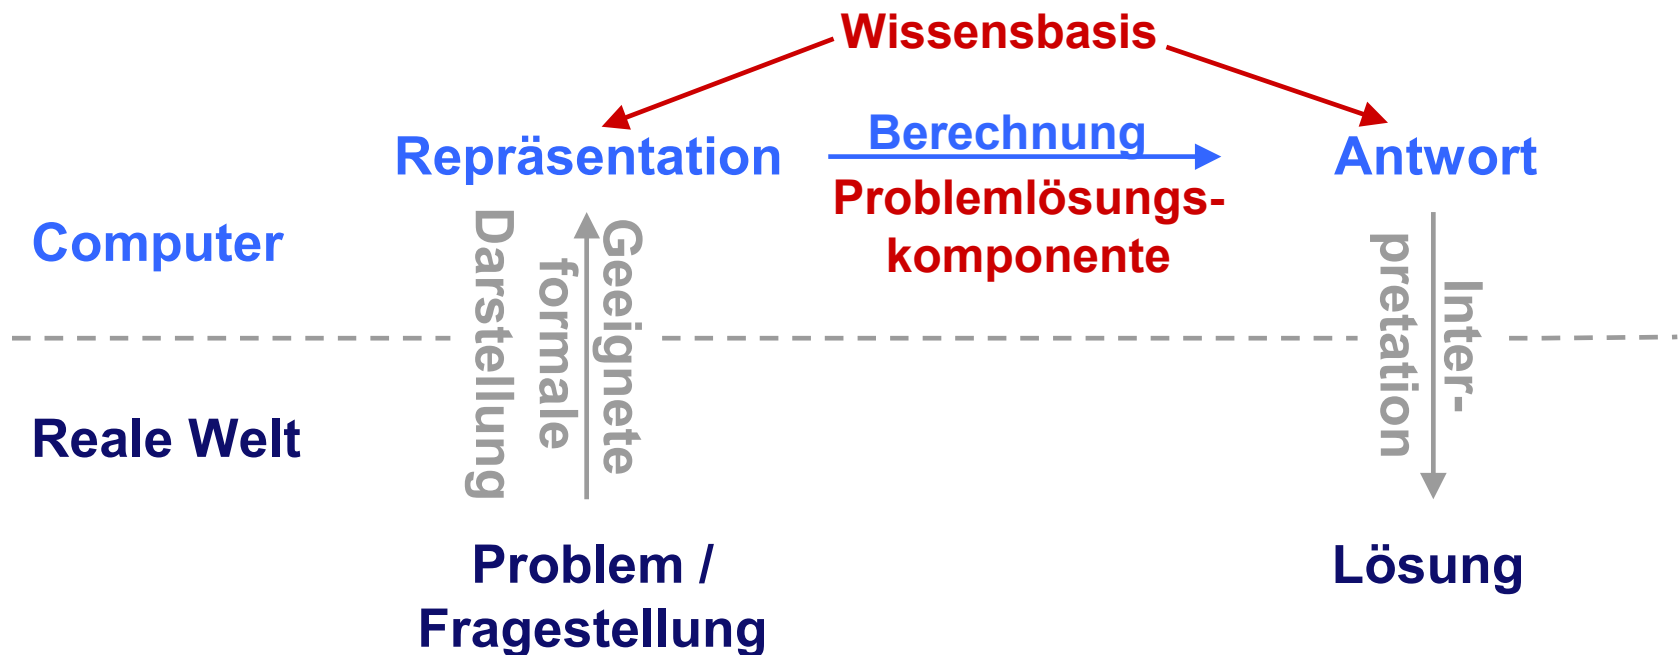 Wissensbasis
Repräsentation
Berechnung
Antwort
Problemlösungs-
komponente
Computer
Geeignete
formale
Darstellung
Inter-
pretation
Reale Welt
Problem /
Fragestellung
Lösung